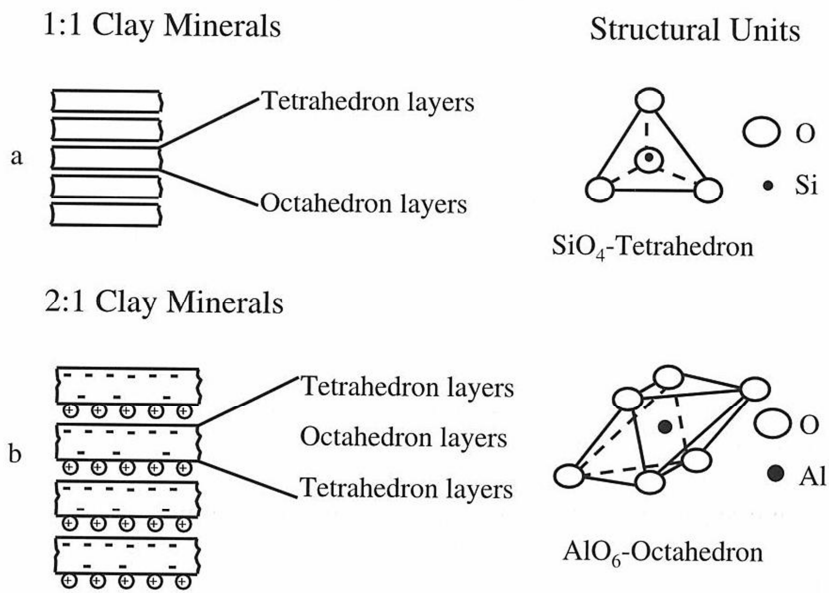 1:1 Clay Minerals
Structural Units
a
Tetrahedron layers
Octahedron layers
O
Si
SiO₄-Tetrahedron
2:1 Clay Minerals
b
Tetrahedron layers
Octahedron layers
Tetrahedron layers
O
Al
AlO₆-Octahedron